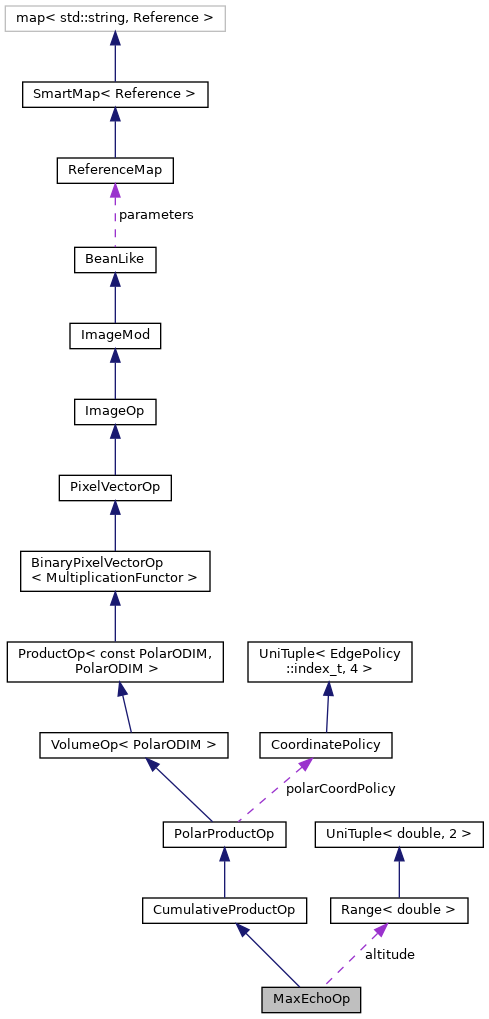 map< std::string, Reference >
SmartMap< Reference >
ReferenceMap
parameters
BeanLike
ImageMod
ImageOp
PixelVectorOp
BinaryPixelVectorOp
< MultiplicationFunctor >
ProductOp< const PolarODIM,
PolarODIM >
UniTuple< EdgePolicy
::index_t, 4 >
VolumeOp< PolarODIM >
CoordinatePolicy
polarCoordPolicy
PolarProductOp
UniTuple< double, 2 >
CumulativeProductOp
Range< double >
altitude
MaxEchoOp